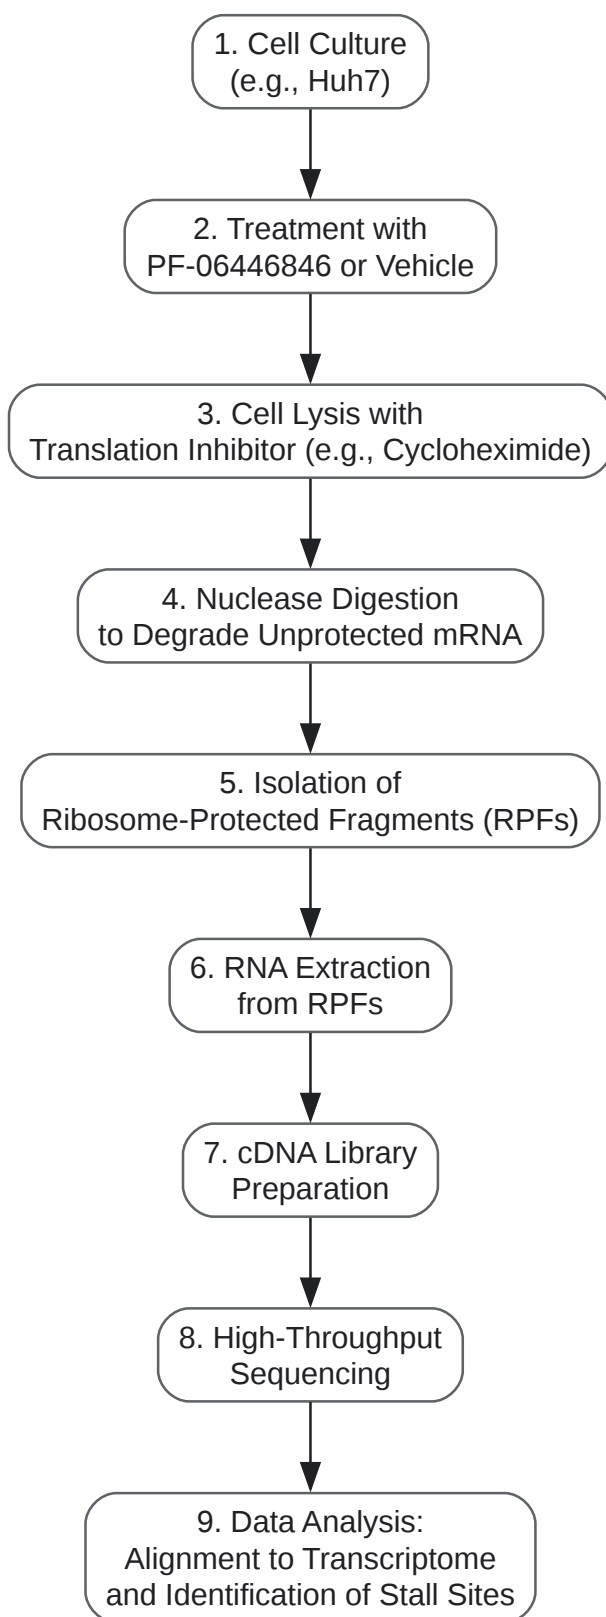 1. Cell Culture
(e.g., Huh7)
2. Treatment with
PF-06446846 or Vehicle
3. Cell Lysis with
Translation Inhibitor (e.g., Cycloheximide)
4. Nuclease Digestion
to Degrade Unprotected mRNA
5. Isolation of
Ribosome-Protected Fragments (RPFs)
6. RNA Extraction
from RPFs
7. cDNA Library
Preparation
8. High-Throughput
Sequencing
9. Data Analysis:
Alignment to Transcriptome
and Identification of Stall Sites